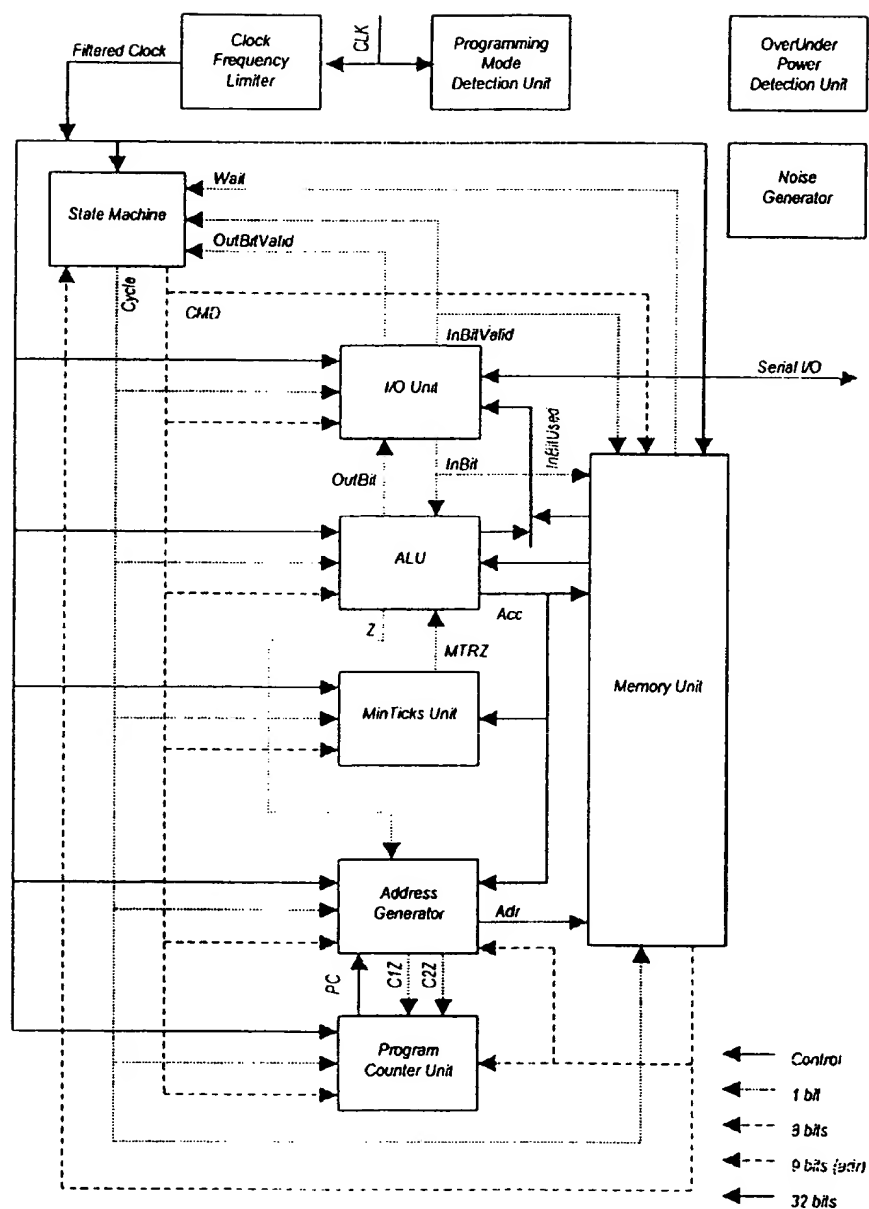 Filtered Clock
Clock
Frequency
Limiter
CLK
Programming
Mode
Detection Unit
OverUnder
Power
Detection Unit
State Machine
Wait
OutBitValid
Noise
Generator
Cycle
CMD
InBitValid
I/O Unit
Serial I/O
InBitUsed
OutBit
InBit
ALU
Z
Acc
MTRZ
MinTicks Unit
Memory Unit
Address
Generator
Adr
PC
C1Z
C2Z
Program
Counter Unit
Control
1 bit
8 bits
9 bits (adr)
32 bits